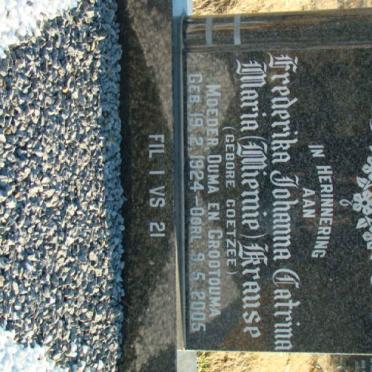 IN HERINNERING
AAN
Frederika Johanna Catrina
Maria (Miemie) Krause
(GEBORE COETZEE)
MOEDER OUMA EN GROOTOUMA
GEB. 19.2.1924 - OORL. 9.5.2005
FIL 1 VS 21